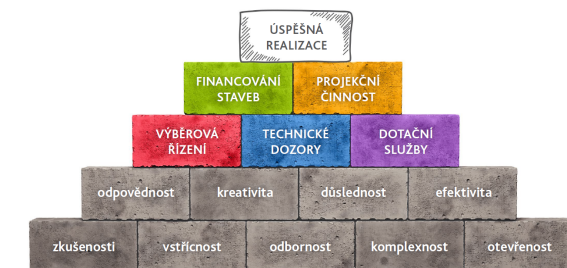 ÚSPĚŠNÁ
REALIZACE
FINANCOVÁNÍ
STAVEB
PROJEKČNÍ
ČINNOST
VÝBĚROVÁ
ŘÍZENÍ
TECHNICKÉ
DOZORY
DOTAČNÍ
SLUŽBY
odpovědnost
kreativita
důslednost
efektivita
zkušenosti
vstřícnost
odbornost
komplexnost
otevřenost